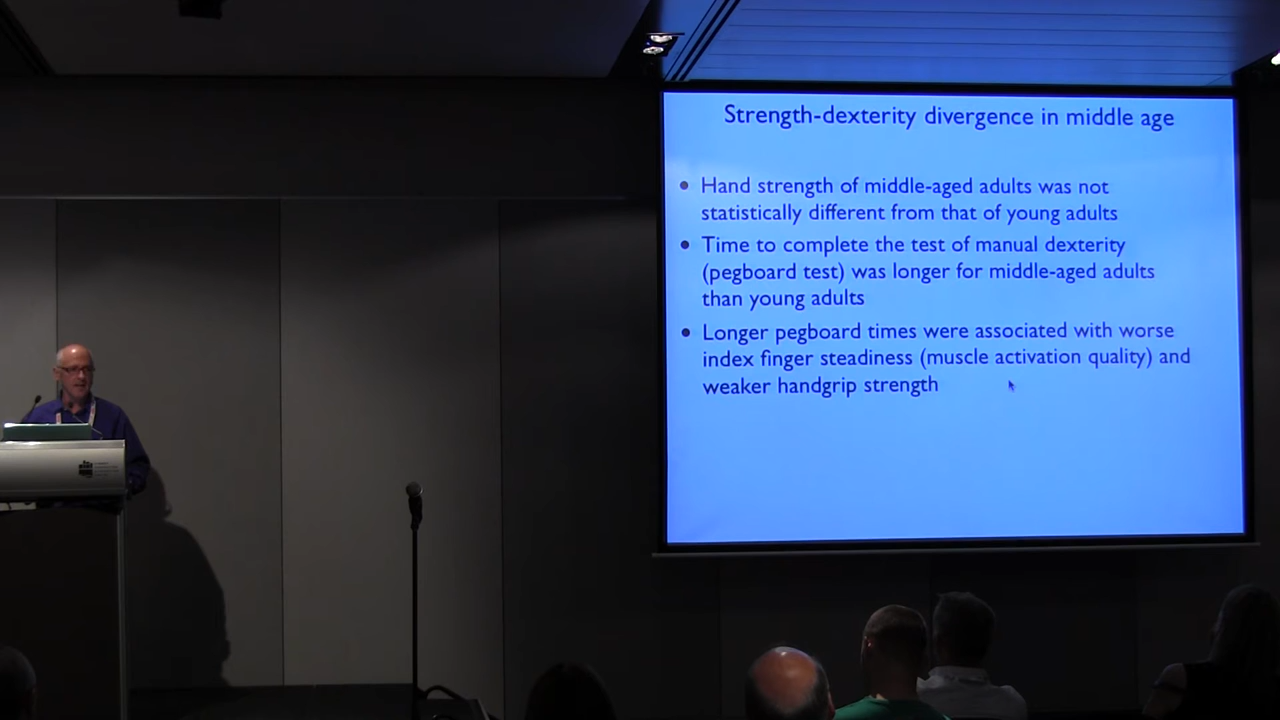 Strength-dexterity divergence in middle age
• Hand strength of middle-aged adults was not
statistically different from that of young adults
• Time to complete the test of manual dexterity
(pegboard test) was longer for middle-aged adults
than young adults
• Longer pegboard times were associated with worse
index finger steadiness (muscle activation quality) and
weaker handgrip strength